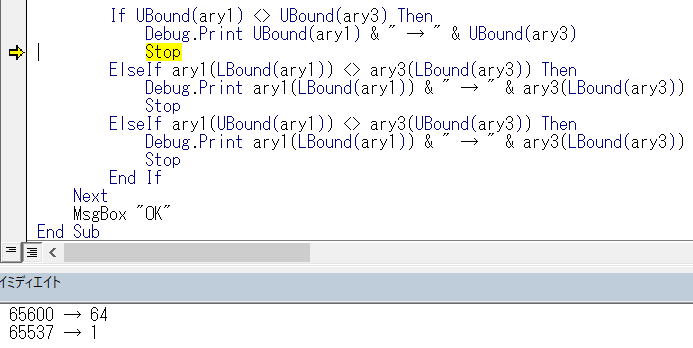 If UBound(ary1) <> UBound(ary3) Then
Debug.Print UBound(ary1) & " → " & UBound(ary3)
Stop
ElseIf ary1(LBound(ary1)) <> ary3(LBound(ary3)) Then
Debug.Print ary1(LBound(ary1)) & " → " & ary3(LBound(ary3))
Stop
ElseIf ary1(UBound(ary1)) <> ary3(UBound(ary3)) Then
Debug.Print ary1(LBound(ary1)) & " → " & ary3(LBound(ary3))
Stop
End If
Next
MsgBox "OK"
End Sub
イミディエイト
65600 → 64
65537 → 1